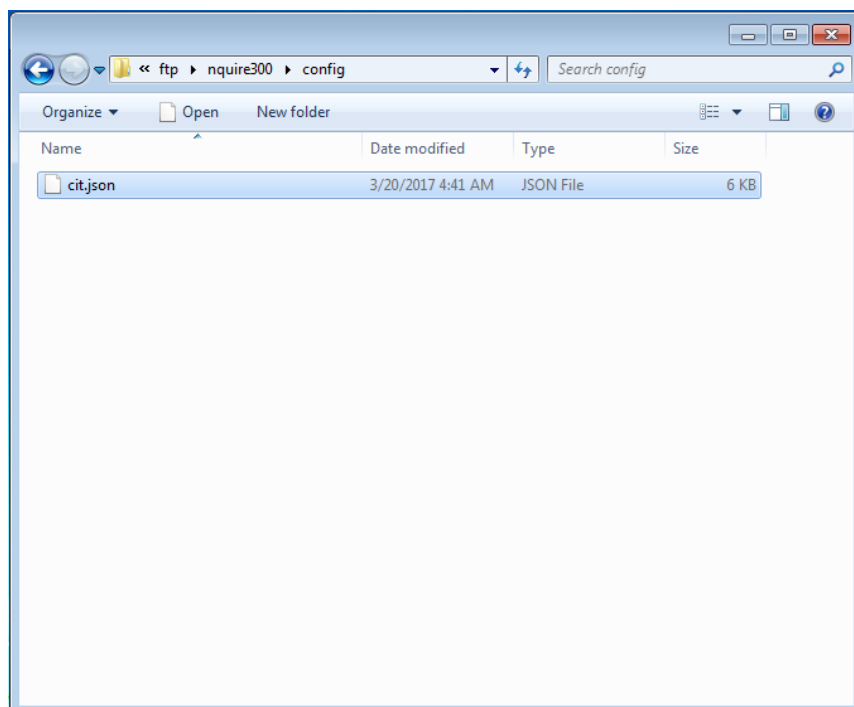 « ftp nquire300 config Search config
Organize Open New folder
Name Date modified Type Size
cit.json 3/20/2017 4:41 AM JSON File 6 KB